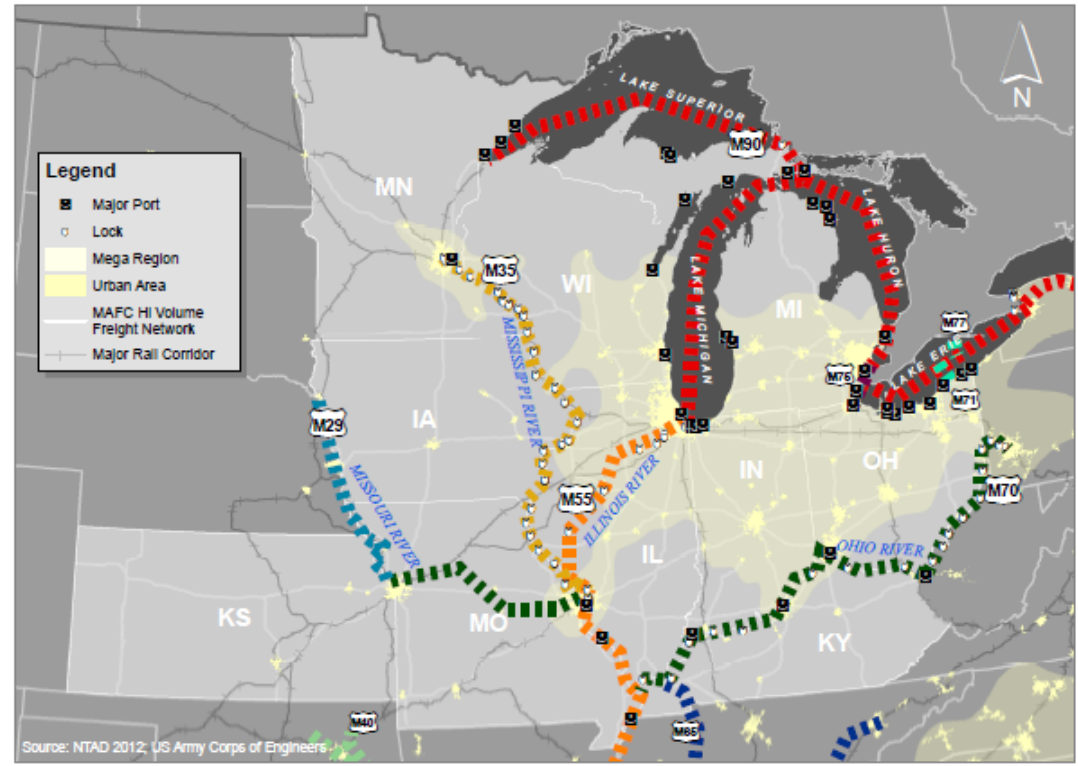 LAKE SUPERIOR
N
M90
Legend
Major Port
Lock
Mega Region
Urban Area
MAFC HI Volume
Freight Network
Major Rail Corridor
MN
M35
WI
LAKE MICHIGAN
LAKE HURON
MI
M77
LAKE ERIE
M76
M71
MISSISSIPPI RIVER
M29
IA
MISSOURI RIVER
M55
ILLINOIS RIVER
IN
OH
M70
IL
OHIO RIVER
KS
MO
KY
M40
M65
Source: NTAD 2012; US Army Corps of Engineers